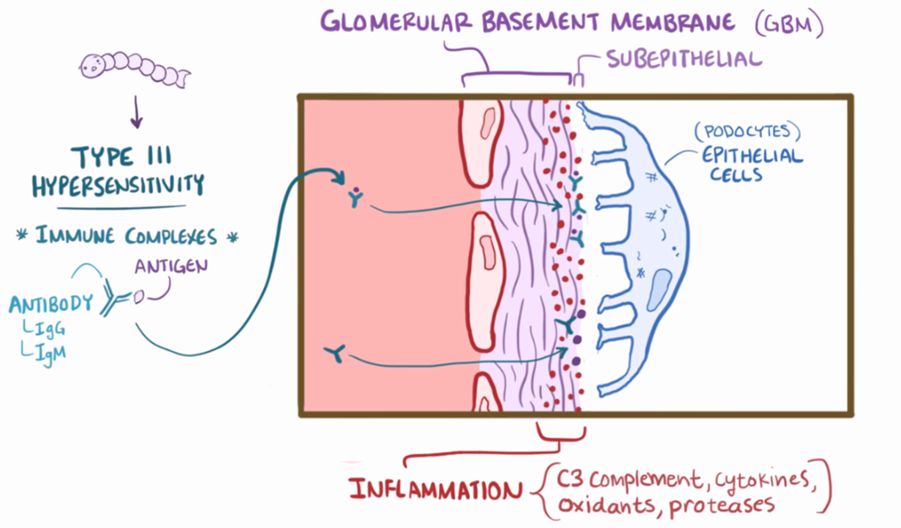 GLOMERULAR BASEMENT MEMBRANE (GBM)
SUBEPITHELIAL
TYPE III
HYPERSENSITIVITY
* IMMUNE COMPLEXES *
ANTIGEN
ANTIBODY
IgG
IgM
(PODOCYTES)
EPITHELIAL
CELLS
INFLAMMATION
(C3 COMPLEMENT, CYTOKINES,
OXIDANTS, PROTEASES)